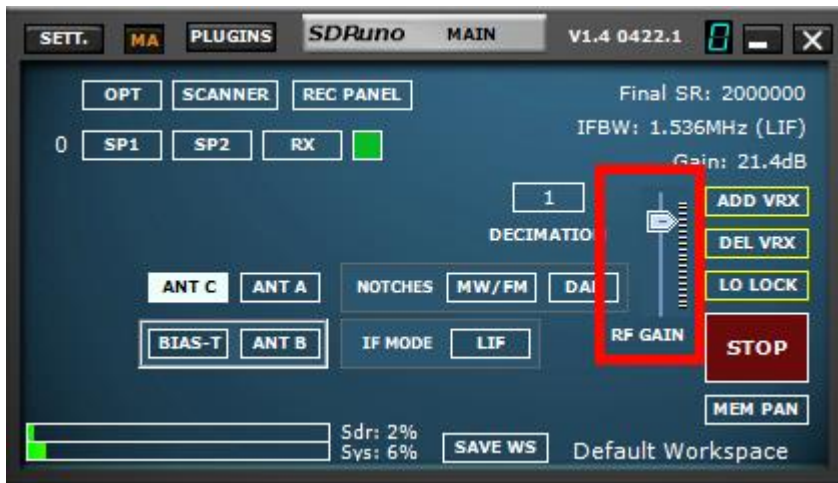 SETT. MA PLUGINS SDRuno MAIN V1.4 0422.1 0
OPT SCANNER REC PANEL Final SR: 2000000
IFBW: 1.536MHz (LIF)
0 SP1 SP2 RX
Gain: 21.4dB
1 ADD VRX
DECIMATION DEL VRX
ANT C ANT A NOTCHES MW/FM DAB LO LOCK
BIAS-T ANT B IF MODE LIF RF GAIN STOP
MEM PAN
Sdr: 2%
Sys: 6% SAVE WS Default Workspace